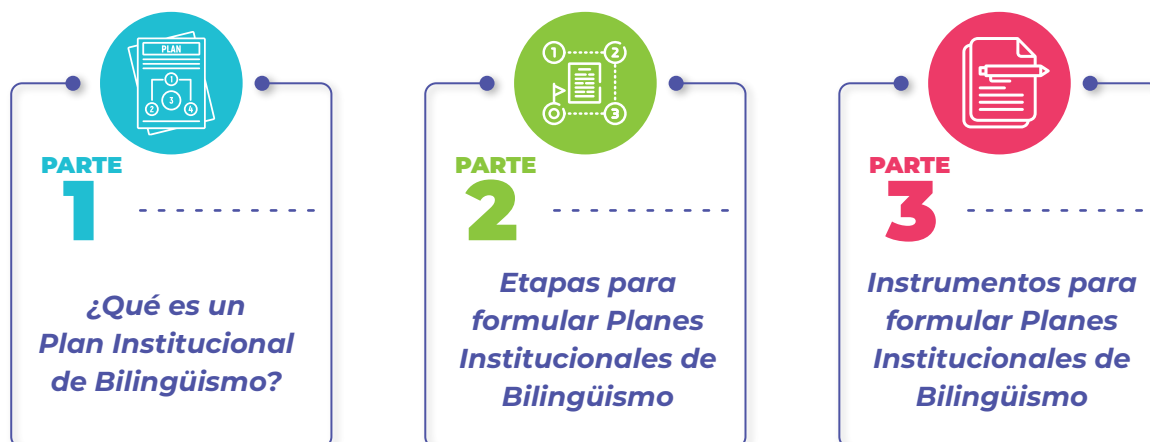 PLAN
1
2
3
4
PARTE
1
¿Qué es un
Plan Institucional
de Bilingüismo?
1
2
0
3
PARTE
2
Etapas para
formular Planes
Institucionales de
Bilingüismo
PARTE
3
Instrumentos para
formular Planes
Institucionales de
Bilingüismo